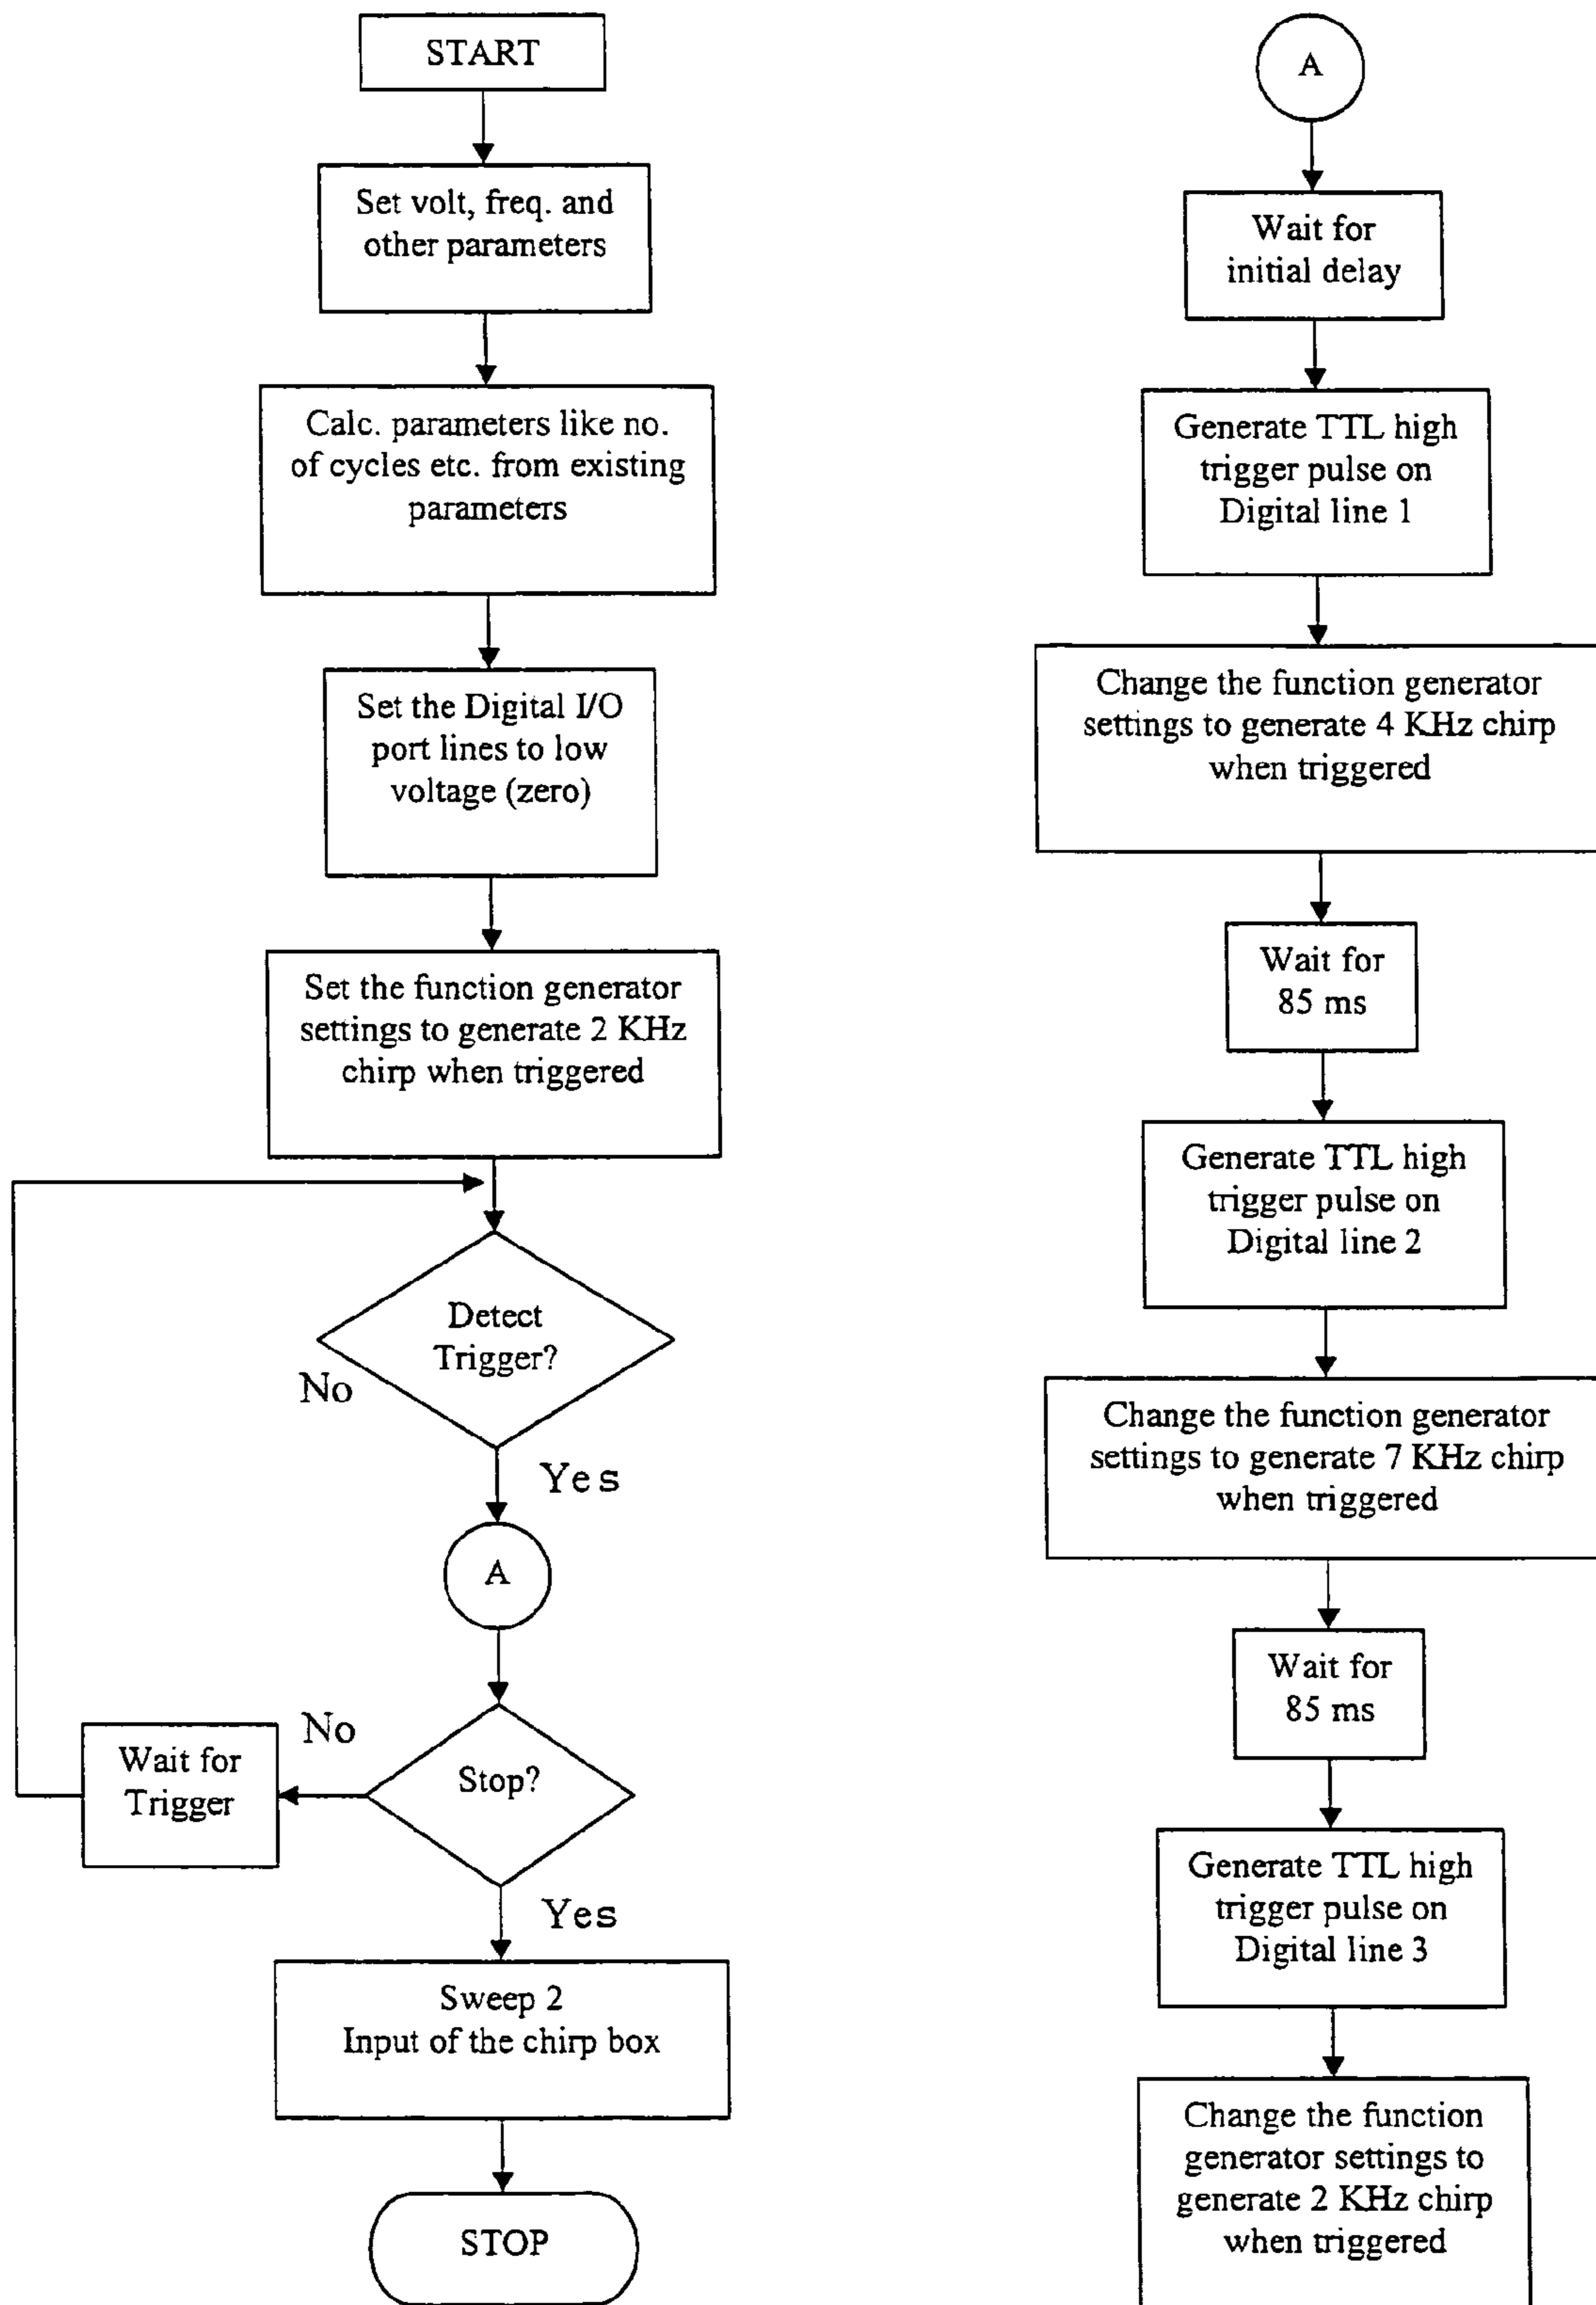 START
Set volt, freq. and
other parameters
Calc. parameters like no.
of cycles etc. from existing
parameters
Set the Digital I/O
port lines to low
voltage (zero)
Set the function generator
settings to generate 2 KHz
chirp when triggered
Detect
Trigger?
No
Yes
A
Stop?
No
Wait for
Trigger
Yes
Sweep 2
Input of the chirp box
STOP
A
Wait for
initial delay
Generate TTL high
trigger pulse on
Digital line 1
Change the function generator
settings to generate 4 KHz chirp
when triggered
Wait for
85 ms
Generate TTL high
trigger pulse on
Digital line 2
Change the function generator
settings to generate 7 KHz chirp
when triggered
Wait for
85 ms
Generate TTL high
trigger pulse on
Digital line 3
Change the function
generator settings to
generate 2 KHz chirp
when triggered